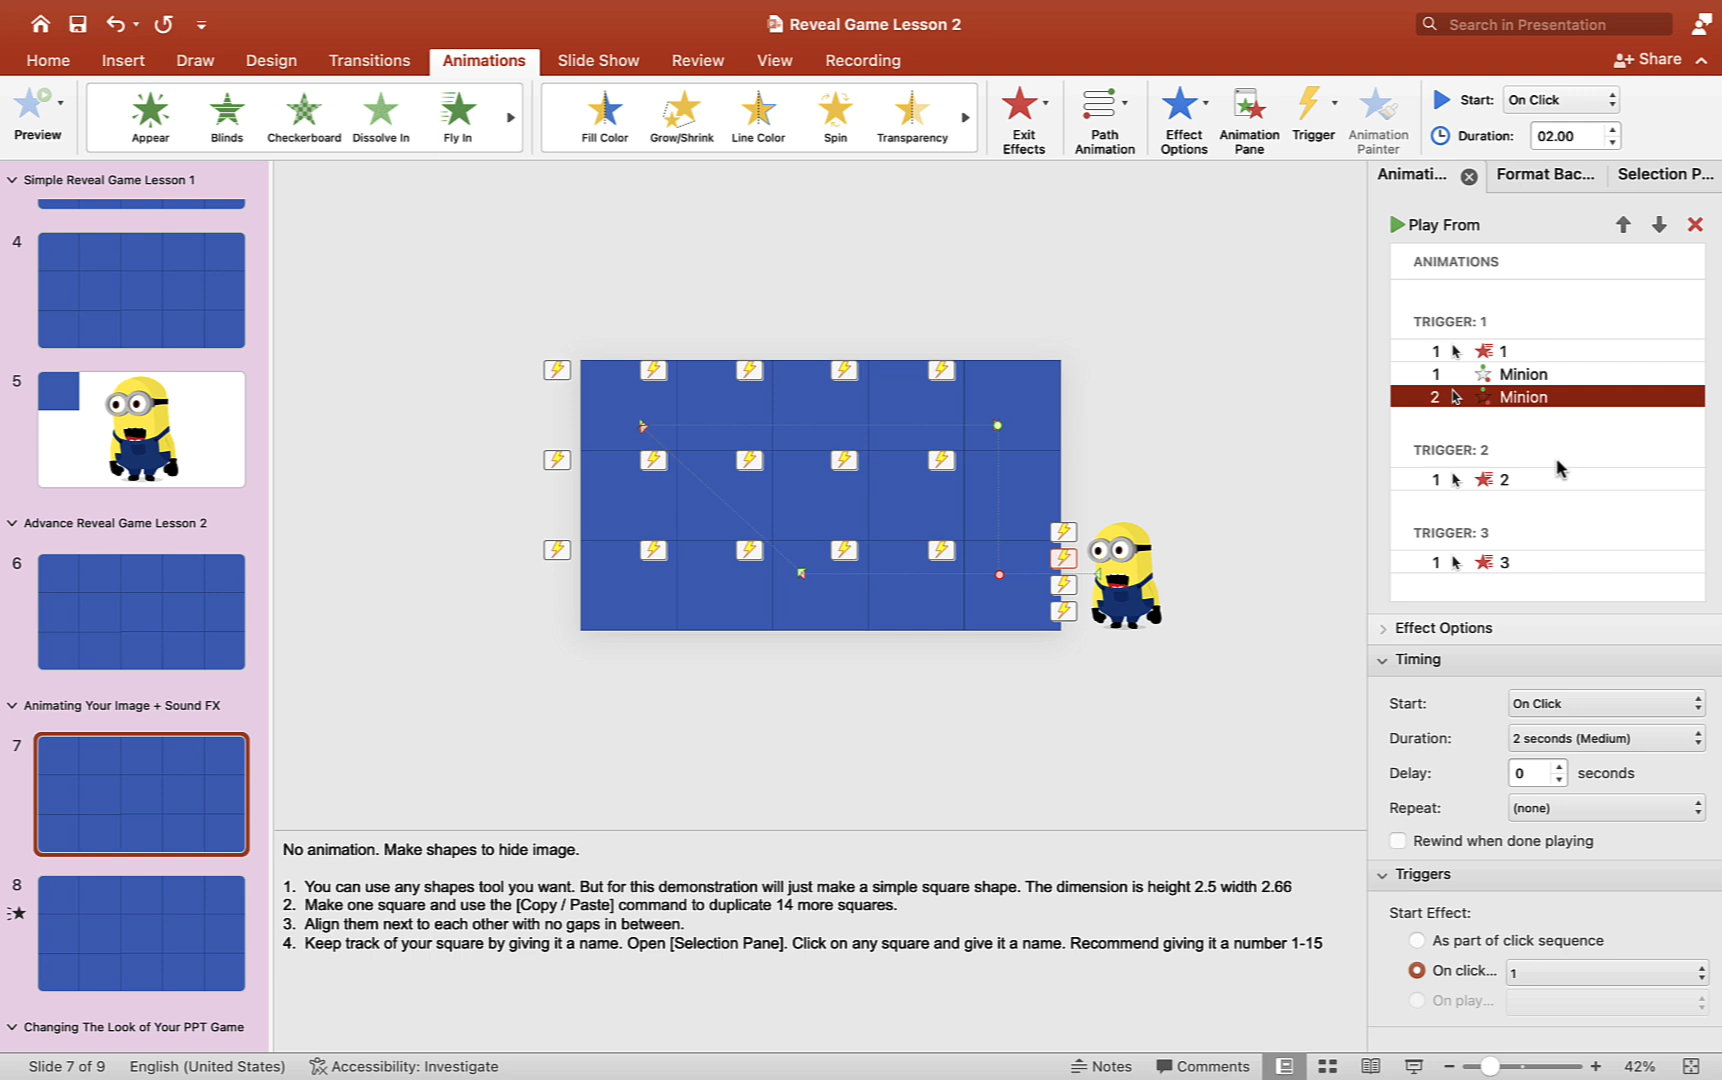 Reveal Game Lesson 2
Search in Presentation
Home Insert Draw Design Transitions Animations Slide Show Review View Recording Share
Preview
Appear Blinds Checkerboard Dissolve In Fly In
Fill Color Grow/Shrink Line Color Spin Transparency
Exit Effects
Path Animation
Effect Options
Animation Pane
Trigger
Animation Painter
Start: On Click
Duration: 02.00
Simple Reveal Game Lesson 1
4
5
Advance Reveal Game Lesson 2
6
Animating Your Image + Sound FX
7
8
Changing The Look of Your PPT Game
No animation. Make shapes to hide image.
1. You can use any shapes tool you want. But for this demonstration will just make a simple square shape. The dimension is height 2.5 width 2.66
2. Make one square and use the [Copy / Paste] command to duplicate 14 more squares.
3. Align them next to each other with no gaps in between.
4. Keep track of your square by giving it a name. Open [Selection Pane]. Click on any square and give it a name. Recommend giving it a number 1-15
Animati... Format Bac... Selection P...
Play From
ANIMATIONS
TRIGGER: 1
1 1
1 Minion
2 Minion
TRIGGER: 2
1 2
TRIGGER: 3
1 3
Effect Options
Timing
Start: On Click
Duration: 2 seconds (Medium)
Delay: 0 seconds
Repeat: (none)
Rewind when done playing
Triggers
Start Effect:
As part of click sequence
On click... 1
On play...
Slide 7 of 9 English (United States) Accessibility: Investigate Notes Comments 42%